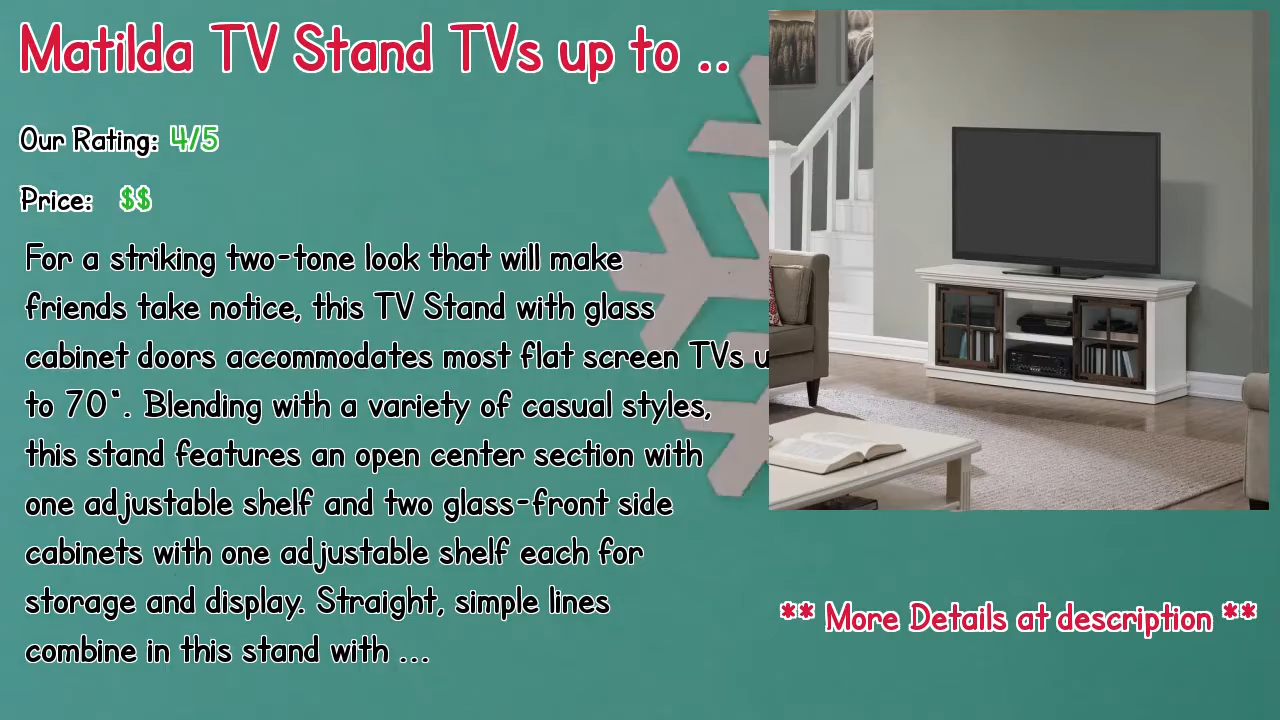 Matilda TV Stand TVs up to ..
Our Rating: 4/5
Price: $$
For a striking two-tone look that will make
friends take notice, this TV Stand with glass
cabinet doors accommodates most flat screen TVs u
to 70". Blending with a variety of casual styles,
this stand features an open center section with
one adjustable shelf and two glass-front side
cabinets with one adjustable shelf each for
storage and display. Straight, simple lines
combine in this stand with ...
** More Details at description **